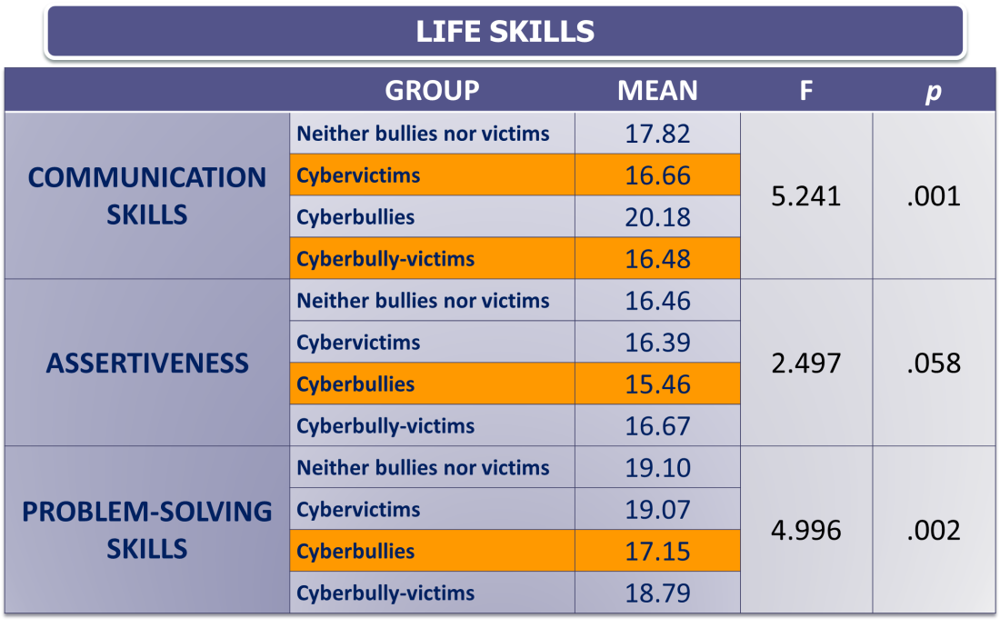 LIFE SKILLS
GROUP MEAN F p
COMMUNICATION SKILLS
Neither bullies nor victims 17.82
Cybervictims 16.66
Cyberbullies 20.18
Cyberbully-victims 16.48
5.241 .001
ASSERTIVENESS
Neither bullies nor victims 16.46
Cybervictims 16.39
Cyberbullies 15.46
Cyberbully-victims 16.67
2.497 .058
PROBLEM-SOLVING SKILLS
Neither bullies nor victims 19.10
Cybervictims 19.07
Cyberbullies 17.15
Cyberbully-victims 18.79
4.996 .002